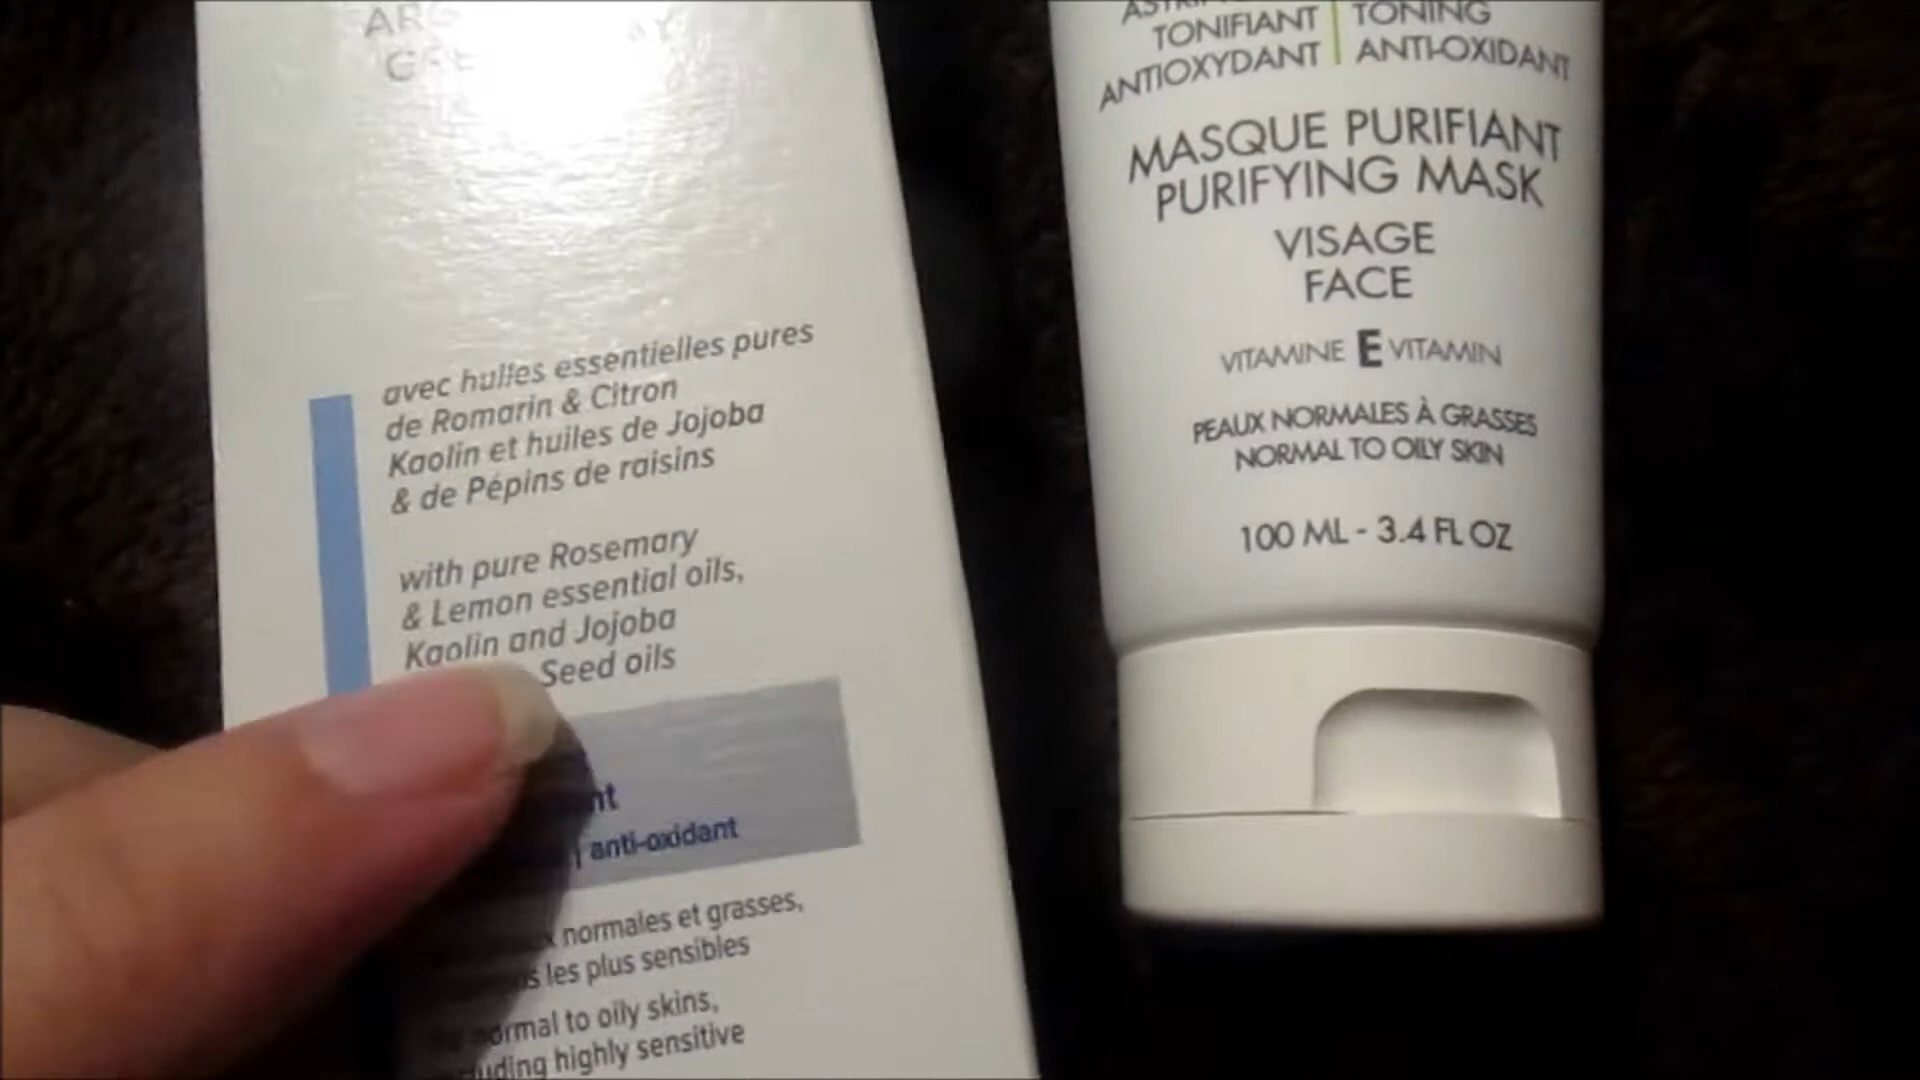 avec huiles essentielles pures
de Romarin & Citron
Kaolin et huiles de Jojoba
& de Pépins de raisins
with pure Rosemary
& Lemon essential oils,
Kaolin and Jojoba
Seed oils
anti-oxidant
normales et grasses,
les plus sensibles
normal to oily skins,
highly sensitive
TONIFIANT | TONING
ANTIOXYDANT | ANTI-OXIDANT
MASQUE PURIFIANT
PURIFYING MASK
VISAGE
FACE
VITAMINE E VITAMIN
PEAUX NORMALES À GRASSES
NORMAL TO OILY SKIN
100 ML - 3.4 FL OZ